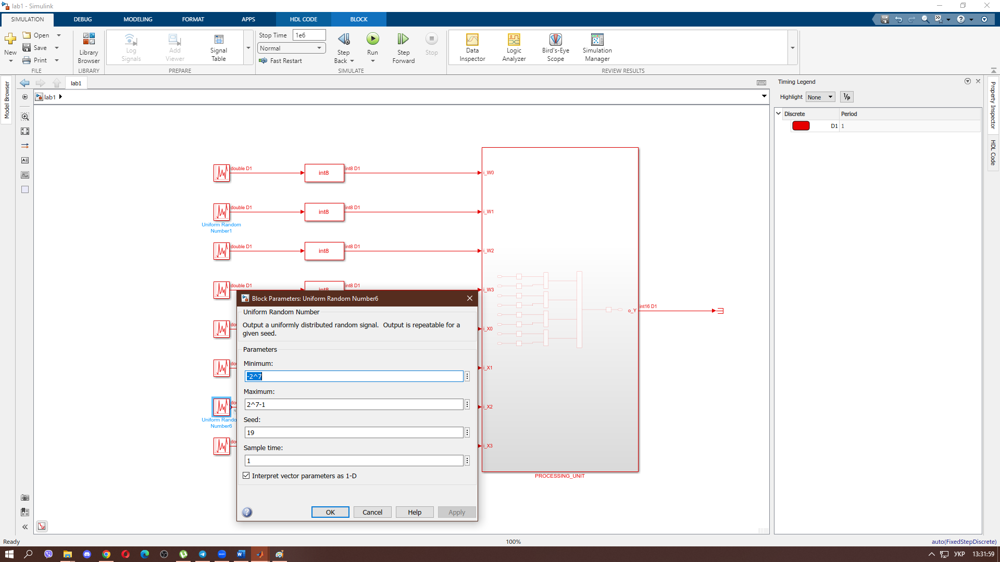 lab1 - Simulink
SIMULATION DEBUG MODELING FORMAT APPS HDL CODE BLOCK
New
Open
Save
Print
FILE
Library Browser
LIBRARY
Log Signals
Add Viewer
Signal Table
PREPARE
Stop Time 1e6
Normal
Fast Restart
Step Back
Run
Step Forward
Stop
SIMULATE
Data Inspector
Logic Analyzer
Bird's-Eye Scope
Simulation Manager
REVIEW RESULTS
Model Browser
lab1
lab1
Timing Legend
Highlight None 1/P
Discrete Period
D1 1
Property Inspector
HDL Code
double D1 int8 int8 D1 i_W0
double D1 int8 int8 D1 i_W1
Uniform Random
Number1
double D1 int8 int8 D1 i_W2
double D1 int8 int8 D1 i_W3
i_X0
i_X1
i_X2
Uniform Rando
Number6
i_X3
o_Y int16 D1
PROCESSING_UNIT
Block Parameters: Uniform Random Number6
Uniform Random Number
Output a uniformly distributed random signal. Output is repeatable for a
given seed.
Parameters
Minimum:
-2^7
Maximum:
2^7-1
Seed:
19
Sample time:
1
Interpret vector parameters as 1-D
OK Cancel Help Apply
Ready 100% auto(FixedStepDiscrete)
УКР 13:31:59